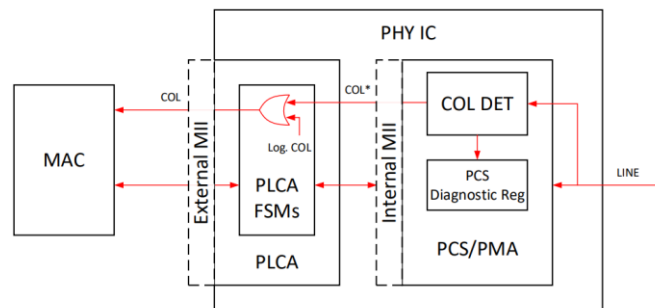 PHY IC
COL
COL*
COL DET
MAC
External MII
Log. COL
PLCA
FSMs
Internal MII
PCS
Diagnostic Reg
LINE
PLCA
PCS/PMA